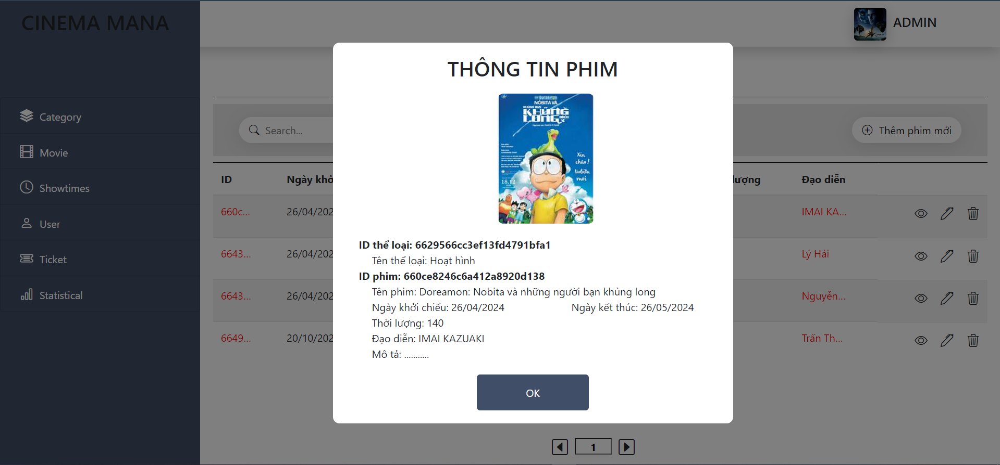 CINEMA MANA
ADMIN
Category
Movie
Showtimes
User
Ticket
Statistical
Search...
Thêm phim mới
ID
Ngày khở
lượng
Đạo diễn
660c...
26/04/202
IMAI KA...
6643...
26/04/202
Lý Hải
6643...
26/04/202
Nguyễn...
6649...
20/10/202
Trấn Th...
THÔNG TIN PHIM
NOBITA VÀ
NHỮNG BẠN
KHỦNG
LONG
Xin
chào!
Nobita
mới
18.12
ID thể loại: 6629566cc3ef13fd4791bfa1
Tên thể loại: Hoạt hình
ID phim: 660ce8246c6a412a8920d138
Tên phim: Doreamon: Nobita và những người bạn khủng long
Ngày khởi chiếu: 26/04/2024 Ngày kết thúc: 26/05/2024
Thời lượng: 140
Đạo diễn: IMAI KAZUAKI
Mô tả: ...........
OK
1